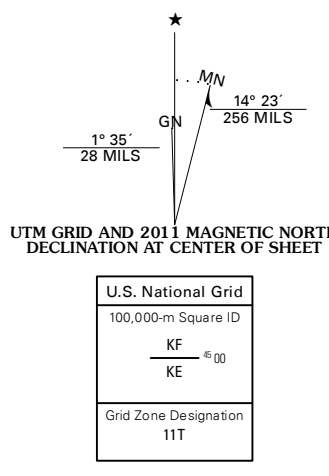 ★
MN
GN
14° 23´
256 MILS
1° 35´
28 MILS
UTM GRID AND 2011 MAGNETIC NORTH
DECLINATION AT CENTER OF SHEET
U.S. National Grid
100,000-m Square ID
KF
45 00
KE
Grid Zone Designation
11T